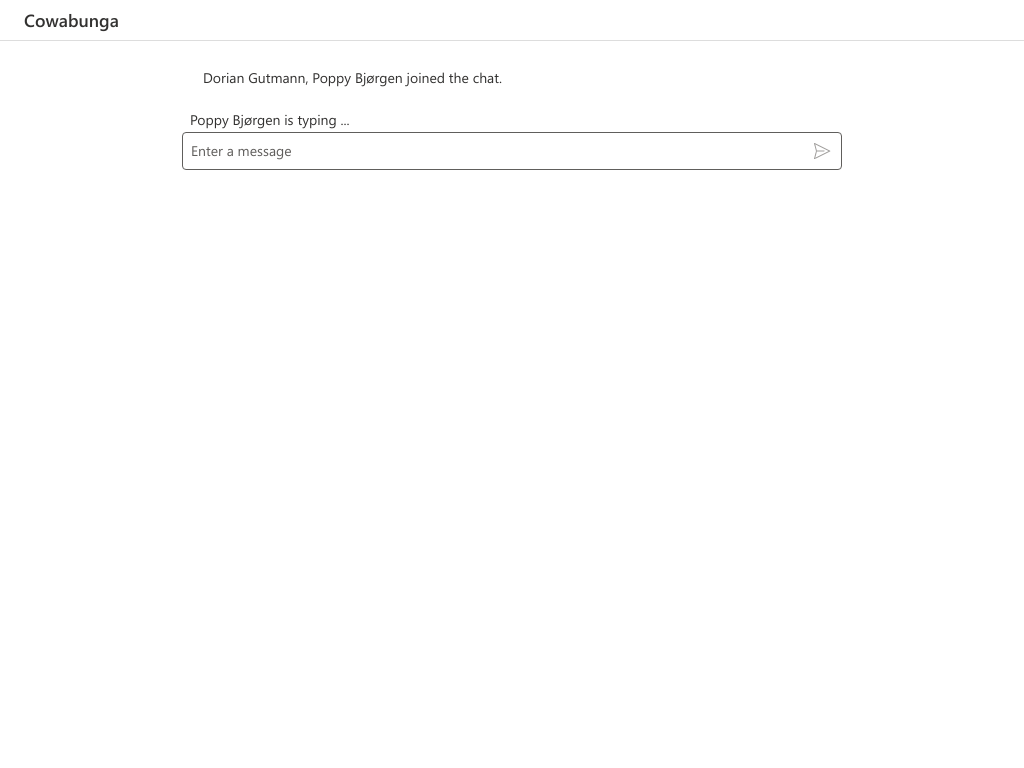 Cowabunga
Dorian Gutmann, Poppy Bjørgen joined the chat.
Poppy Bjørgen is typing ...
Enter a message